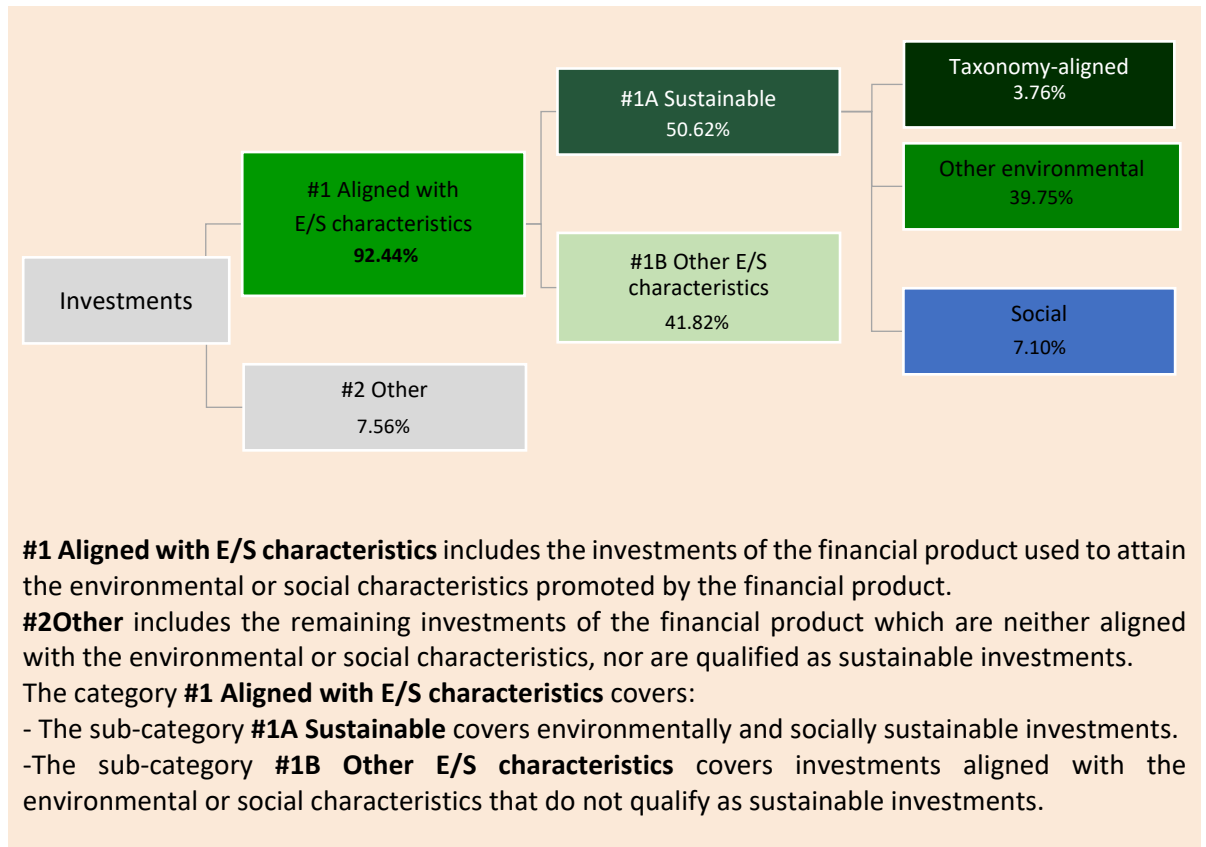 Taxonomy-aligned
3.76%
#1A Sustainable
50.62%
Other environmental
39.75%
#1 Aligned with
E/S characteristics
92.44%
#1B Other E/S
characteristics
41.82%
Investments
Social
7.10%
#2 Other
7.56%
#1 Aligned with E/S characteristics includes the investments of the financial product used to attain
the environmental or social characteristics promoted by the financial product.
#2Other includes the remaining investments of the financial product which are neither aligned
with the environmental or social characteristics, nor are qualified as sustainable investments.
The category #1 Aligned with E/S characteristics covers:
- The sub-category #1A Sustainable covers environmentally and socially sustainable investments.
-The sub-category #1B Other E/S characteristics covers investments aligned with the
environmental or social characteristics that do not qualify as sustainable investments.